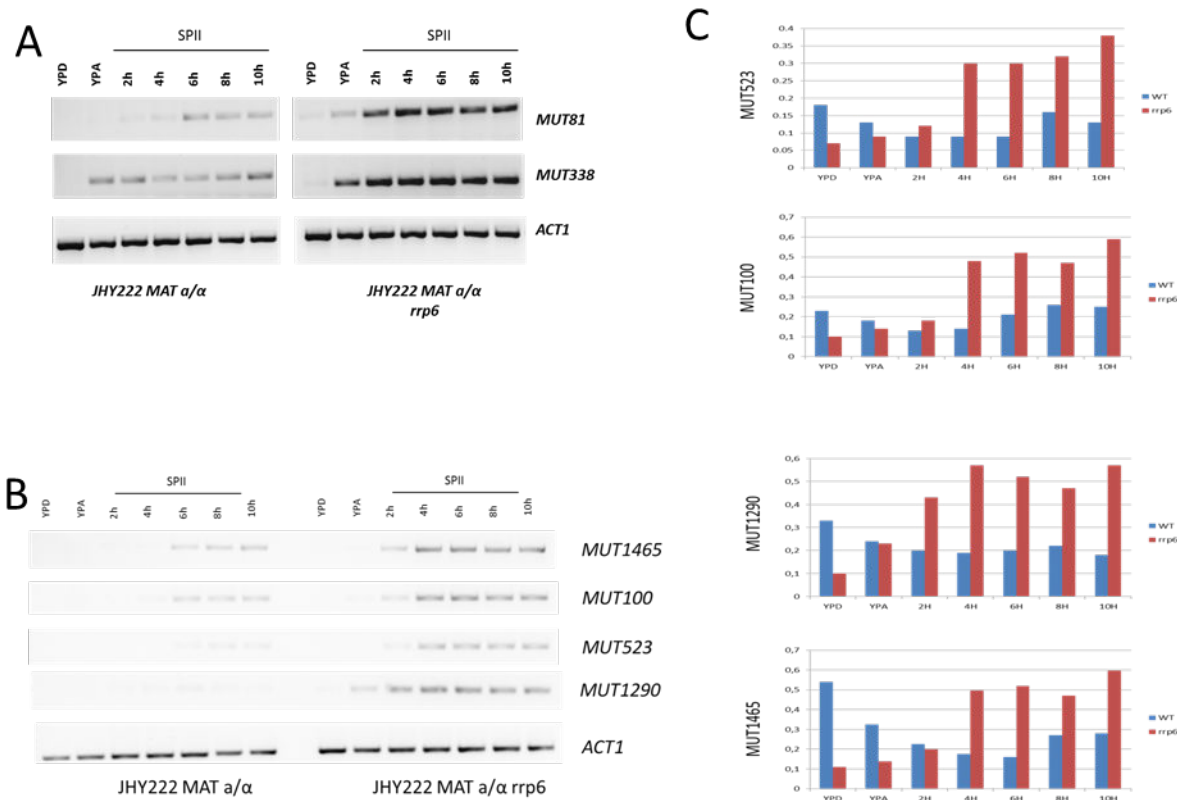 A
SPII
YPD YPA 2h 4h 6h 8h 10h
SPII
YPD YPA 2h 4h 6h 8h 10h
MUT81
MUT338
ACT1
JHY222 MAT a/α
JHY222 MAT a/α
rrp6
B
SPII
YPD YPA 2h 4h 6h 8h 10h
SPII
YPD YPA 2h 4h 6h 8h 10h
MUT1465
MUT100
MUT523
MUT1290
ACT1
JHY222 MAT a/α
JHY222 MAT a/α rrp6
C
MUT523
0.4
0.35
0.3
0.25
0.2
0.15
0.1
0.05
0
YPD YPA 2H 4H 6H 8H 10H
WT
rrp6
MUT100
0,7
0,6
0,5
0,4
0,3
0,2
0,1
0
YPD YPA 2H 4H 6H 8H 10H
WT
rrp6
MUT1290
0,6
0,5
0,4
0,3
0,2
0,1
0
YPD YPA 2H 4H 6H 8H 10H
WT
rrp6
MUT1465
0,7
0,6
0,5
0,4
0,3
0,2
0,1
0
YPD YPA 2H 4H 6H 8H 10H
WT
rrp6